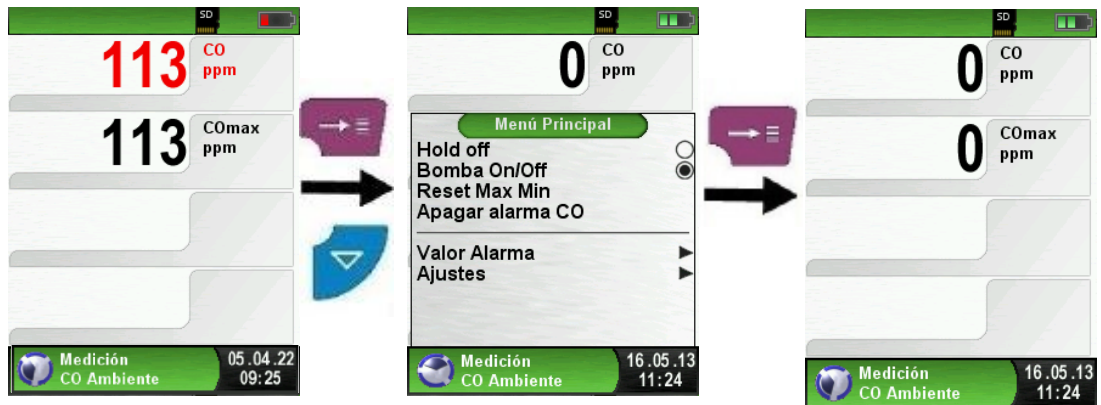 SD
113 CO
ppm
113 COmax
ppm
Medición 05.04.22
CO Ambiente 09:25
SD
0 CO
ppm
Menú Principal
Hold off
Bomba On/Off
Reset Max Min
Apagar alarma CO
Valor Alarma
Ajustes
Medición 16.05.13
CO Ambiente 11:24
SD
0 CO
ppm
0 COmax
ppm
Medición 16.05.13
CO Ambiente 11:24